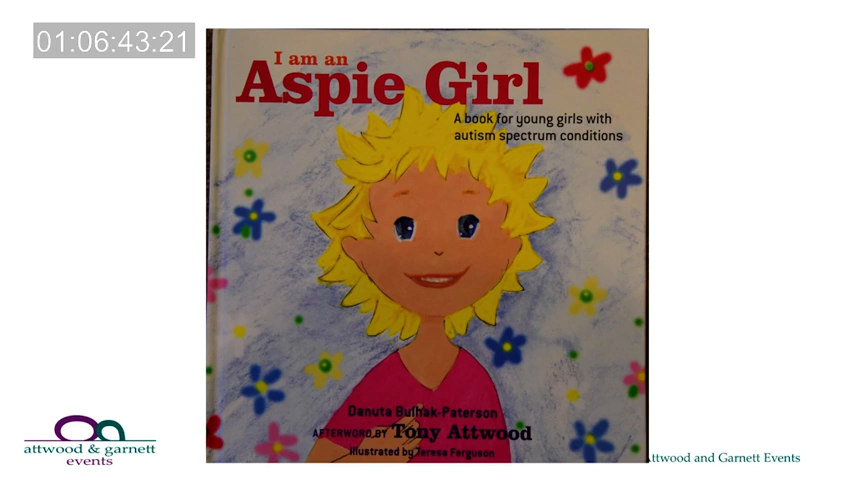 01:06:43:21
I am an
Aspie Girl
A book for young girls with
autism spectrum conditions
Danuta Bulhak-Paterson
AFTERWORD BY Tony Attwood
Illustrated by Teresa Ferguson
attwood & garnett
events
ttwood and Garnett Events